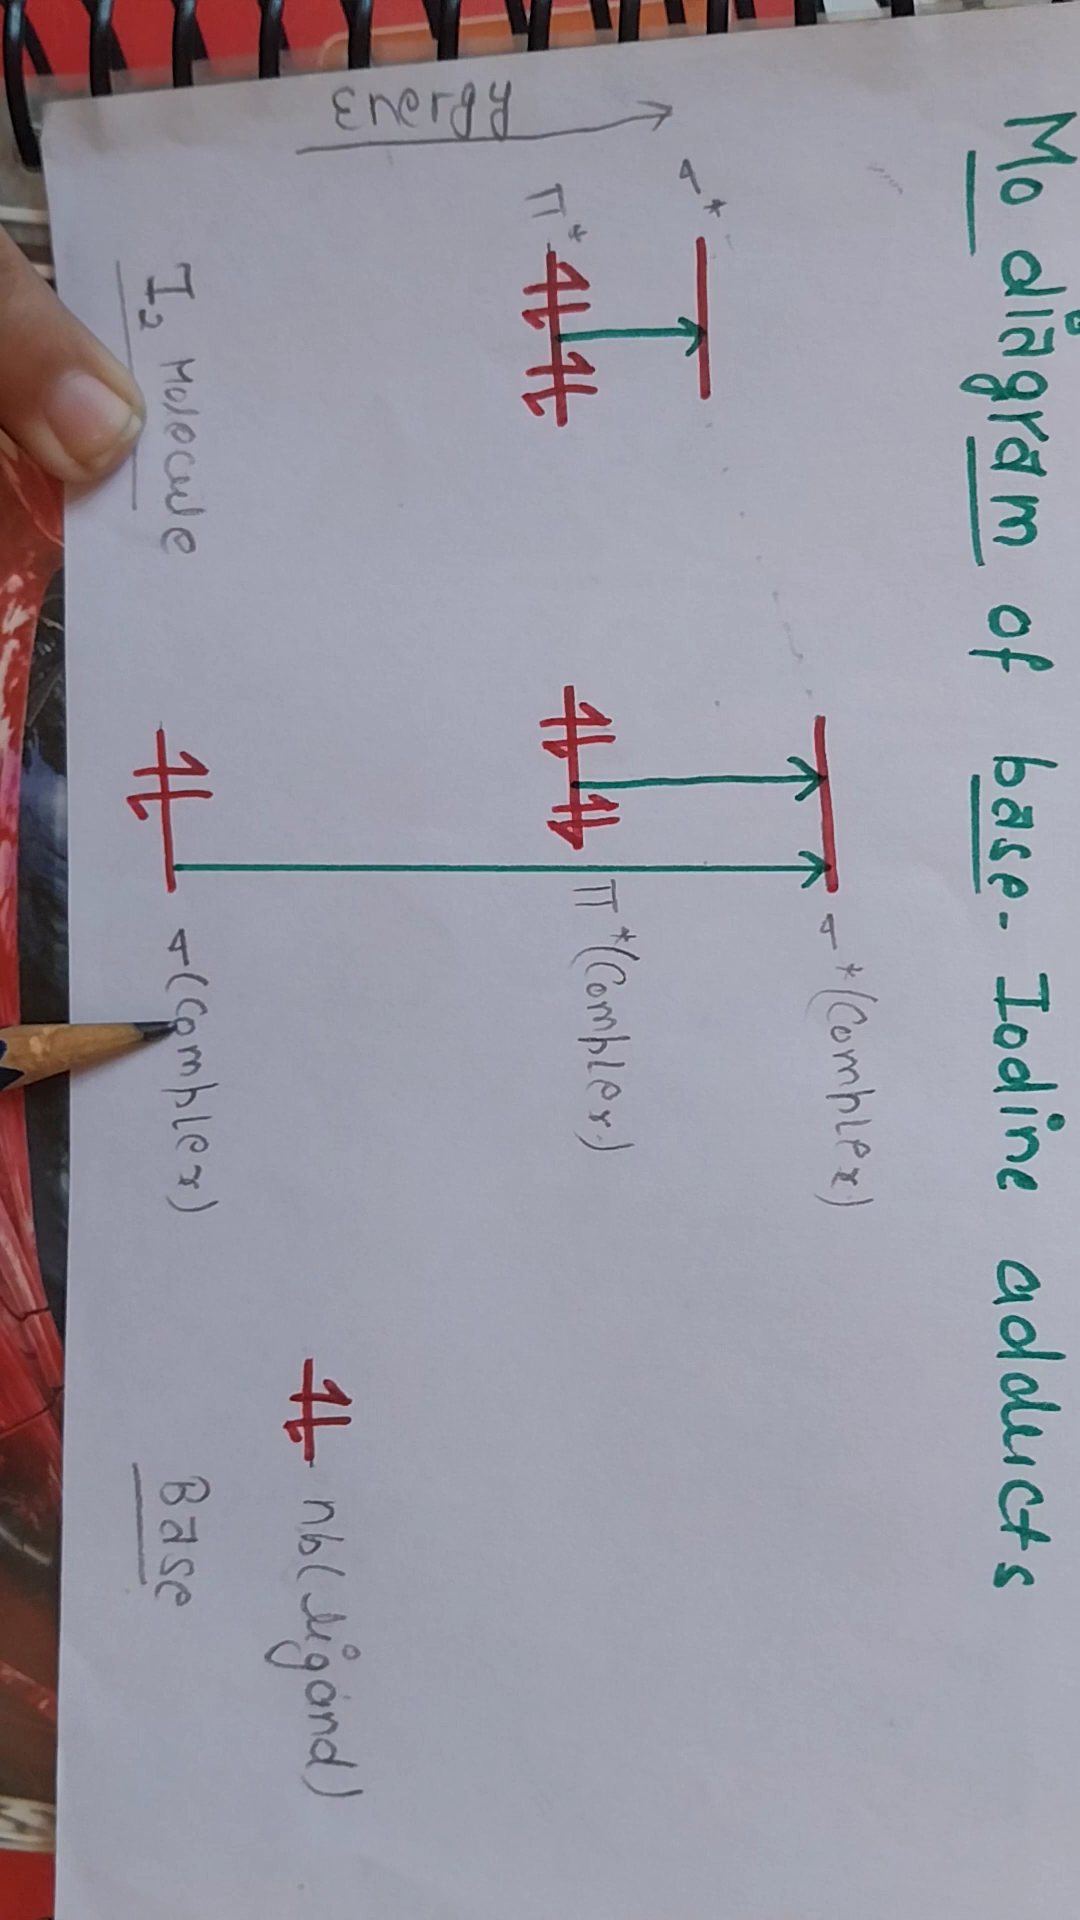 Mo diagram of base-Iodine adducts
Energy
σ*
σ*(Complex)
π*
π*(Complex)
nb(ligand)
σ(Complex)
I₂ Molecule
Base